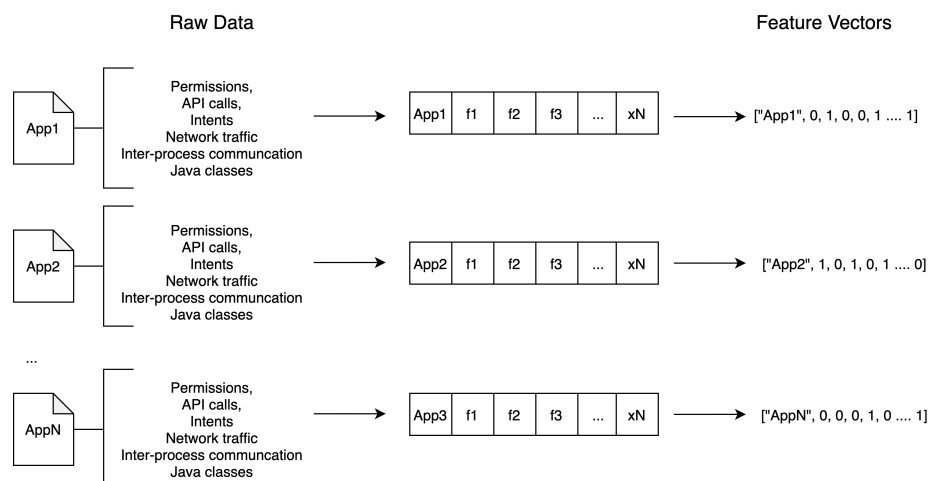 Raw Data
Feature Vectors
App1
Permissions,
API calls,
Intents
Network traffic
Inter-process communcation
Java classes
App1 f1 f2 f3 ... xN
["App1", 0, 1, 0, 0, 1 .... 1]
App2
Permissions,
API calls,
Intents
Network traffic
Inter-process communcation
Java classes
App2 f1 f2 f3 ... xN
["App2", 1, 0, 1, 0, 1 .... 0]
...
AppN
Permissions,
API calls,
Intents
Network traffic
Inter-process communcation
Java classes
App3 f1 f2 f3 ... xN
["AppN", 0, 0, 0, 1, 0 .... 1]